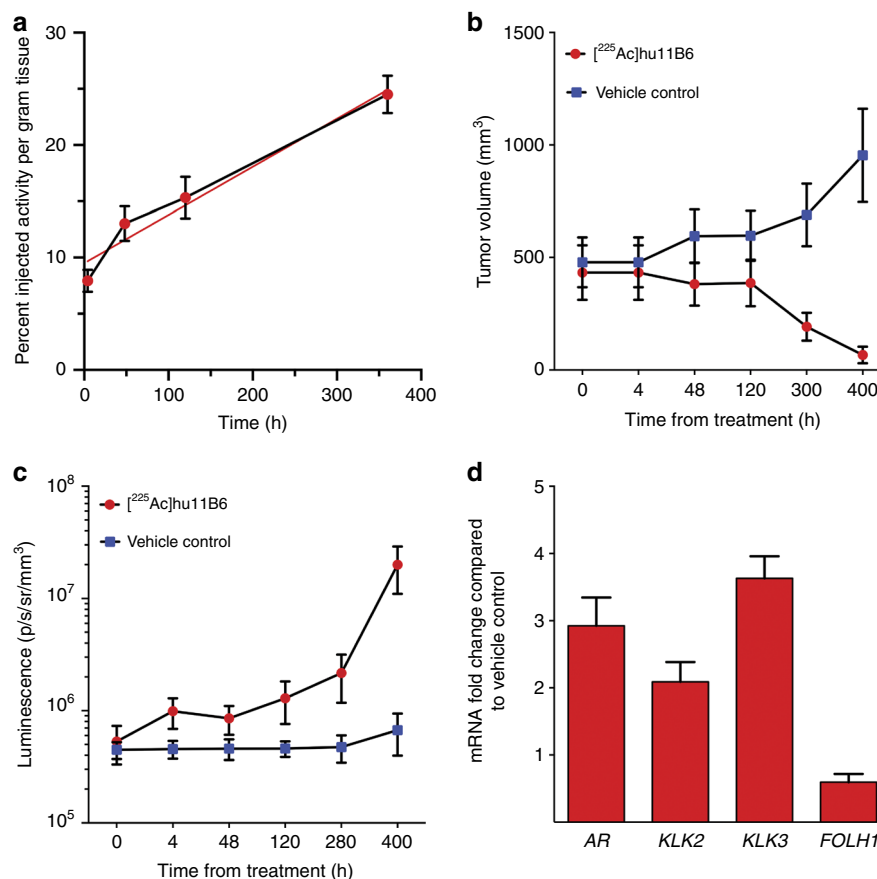 a
Percent injected activity per gram tissue
30
20
10
0
0 100 200 300 400
Time (h)
b
[²²⁵Ac]hu11B6
Vehicle control
Tumor volume (mm³)
1500
1000
500
0
0 4 48 120 300 400
Time from treatment (h)
c
[²²⁵Ac]hu11B6
Vehicle control
Luminescence (p/s/sr/mm³)
10⁸
10⁷
10⁶
10⁵
0 4 48 120 280 400
Time from treatment (h)
d
mRNA fold change compared
to vehicle control
5
4
3
2
1
AR KLK2 KLK3 FOLH1